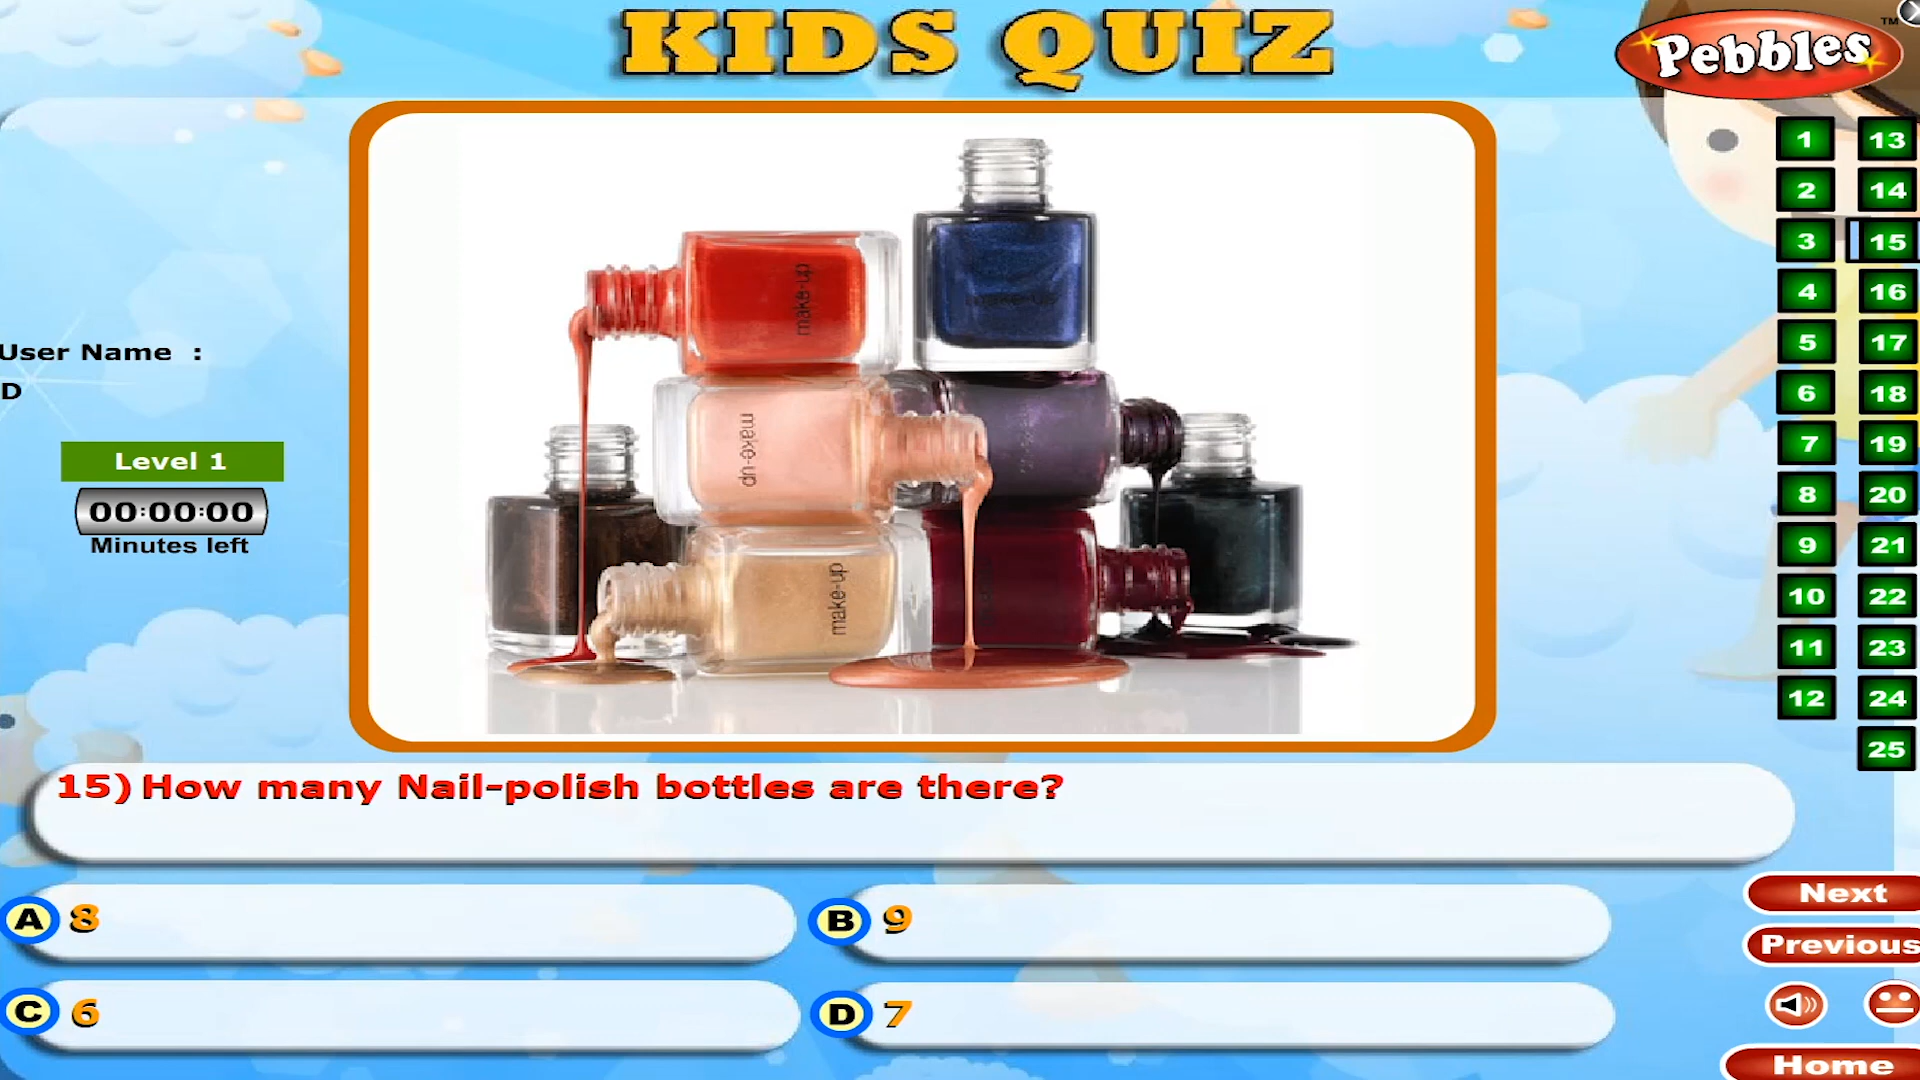 KIDS QUIZ
Pebbles
TM
User Name :
D
Level 1
00:00:00
Minutes left
make-up
make-up
make-up
make-up
1
13
2
14
3
15
4
16
5
17
6
18
7
19
8
20
9
21
10
22
11
23
12
24
25
15) How many Nail-polish bottles are there?
A 8
B 9
C 6
D 7
Next
Previous
Home